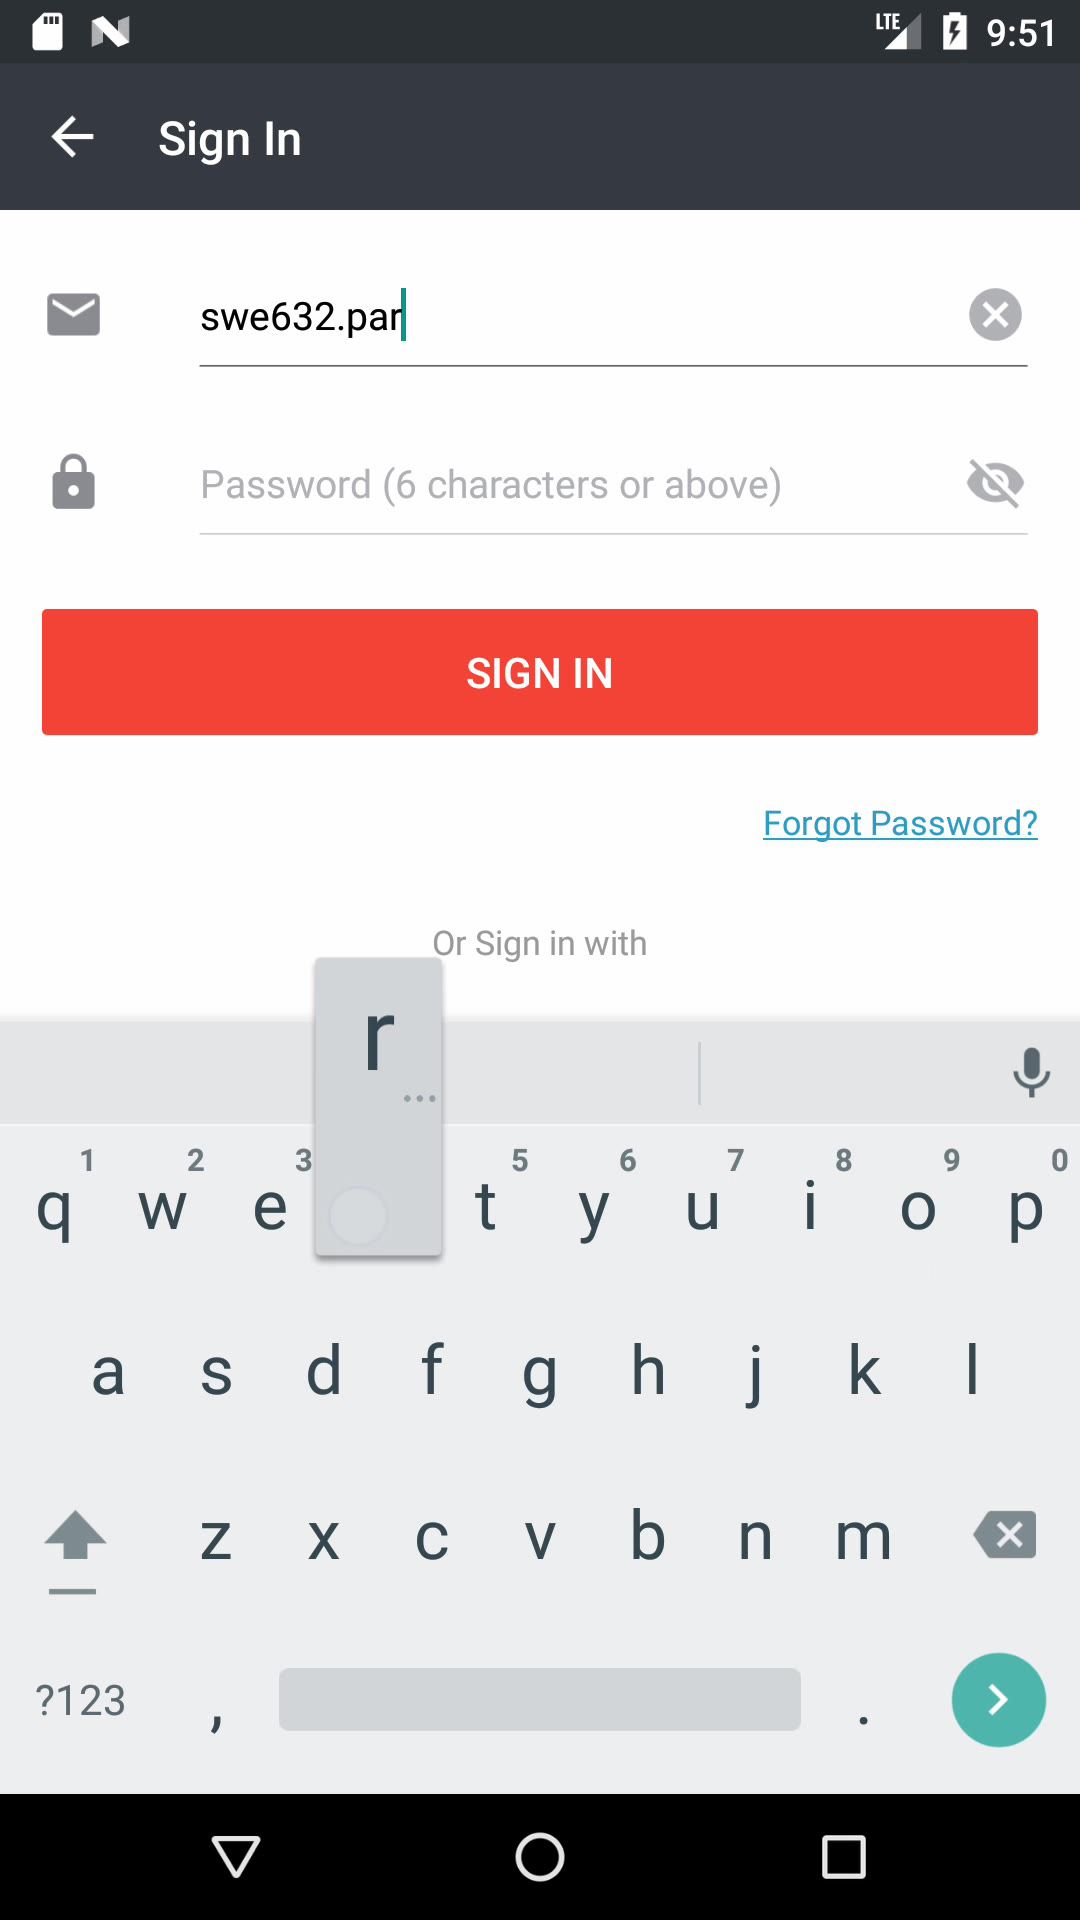 LTE 9:51
Sign In
swe632.par
Password (6 characters or above)
SIGN IN
Forgot Password?
Or Sign in with
r
...
1 2 3 5 6 7 8 9 0
q w e t y u i o p
a s d f g h j k l
z x c v b n m
?123 , .